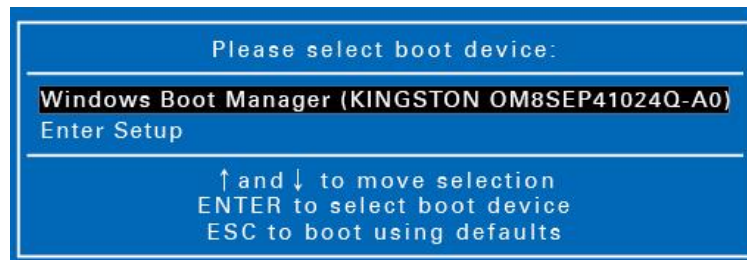 Please select boot device:
Windows Boot Manager (KINGSTON OM8SEP41024Q-A0)
Enter Setup
↑ and ↓ to move selection
ENTER to select boot device
ESC to boot using defaults